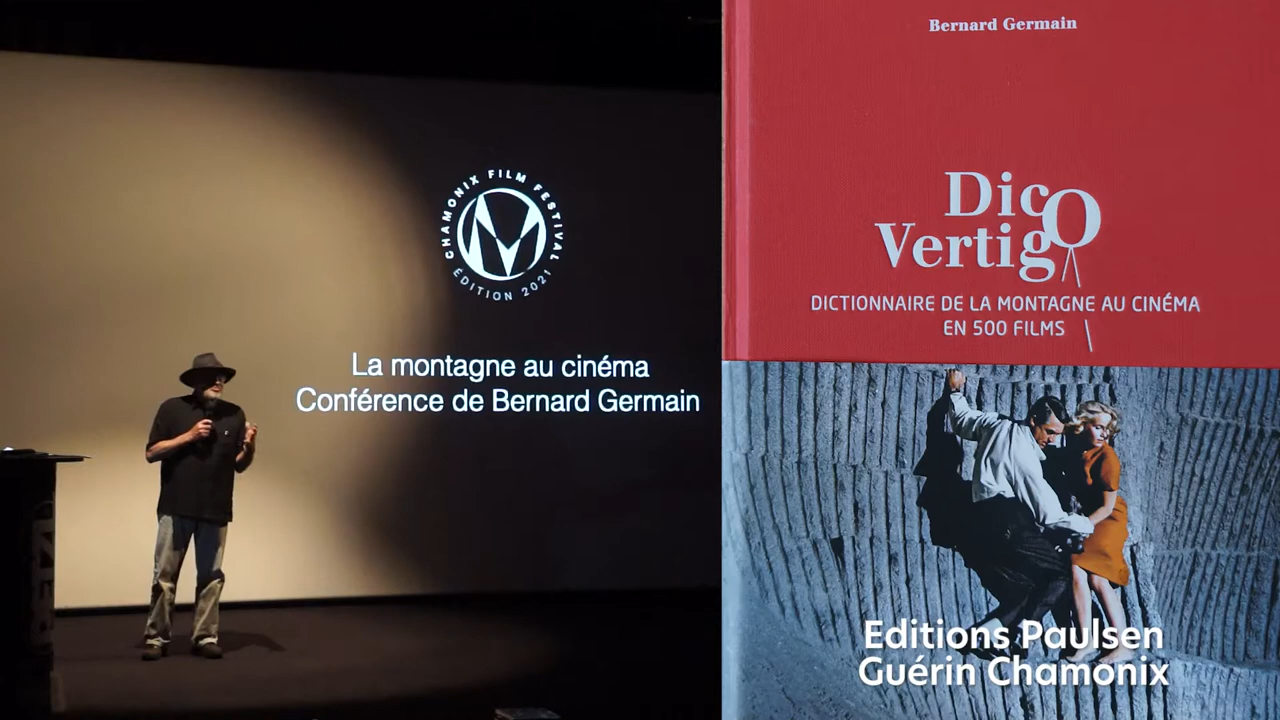 CHAMONIX FILM FESTIVAL
ÉDITION 2021
La montagne au cinéma
Conférence de Bernard Germain
Bernard Germain
Dico
Vertigo
DICTIONNAIRE DE LA MONTAGNE AU CINÉMA
EN 500 FILMS
Editions Paulsen
Guérin Chamonix